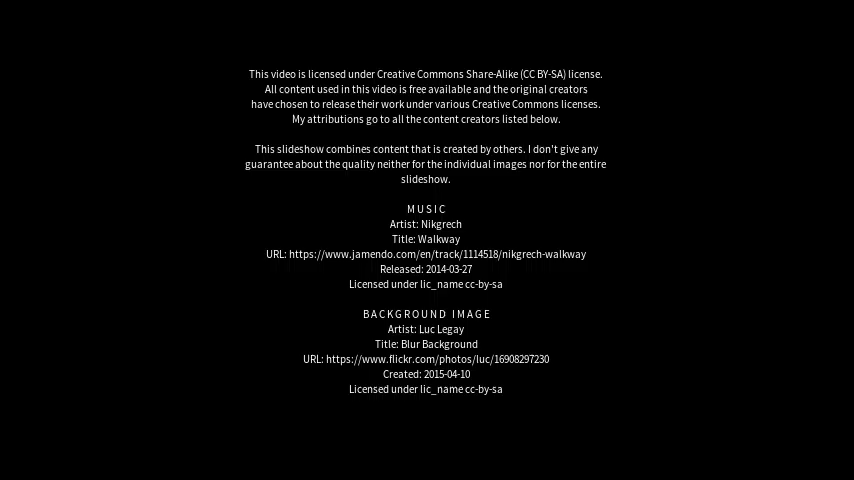 This video is licensed under Creative Commons Share-Alike (CC BY-SA) license.
All content used in this video is free available and the original creators
have chosen to release their work under various Creative Commons licenses.
My attributions go to all the content creators listed below.
This slideshow combines content that is created by others. I don't give any
guarantee about the quality neither for the individual images nor for the entire
slideshow.
MUSIC
Artist: Nikgrech
Title: Walkway
URL: https://www.jamendo.com/en/track/1114518/nikgrech-walkway
Released: 2014-03-27
Licensed under lic_name cc-by-sa
BACKGROUND IMAGE
Artist: Luc Legay
Title: Blur Background
URL: https://www.flickr.com/photos/luc/16908297230
Created: 2015-04-10
Licensed under lic_name cc-by-sa